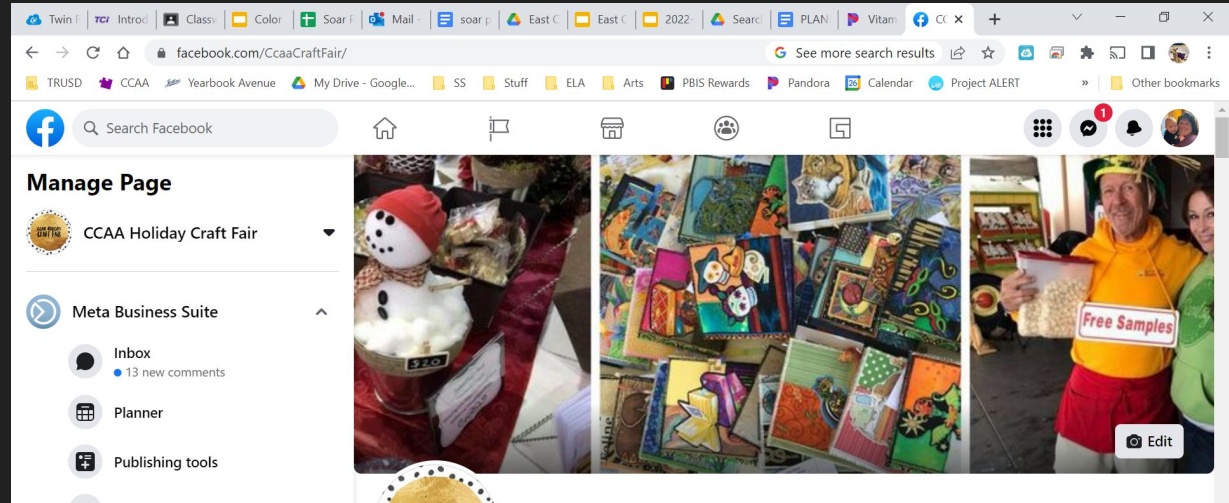 Twin F TCi Introd Classw Color Soar F Mail - soar p East C East C 2022- Search PLAN Vitam CC
facebook.com/CcaaCraftFair/ G See more search results
TRUSD CCAA Yearbook Avenue My Drive - Google... SS Stuff ELA Arts PBIS Rewards Pandora 26 Calendar Project ALERT » Other bookmarks
Search Facebook 1
Manage Page
CCAA Holiday Craft Fair
Meta Business Suite
Inbox
13 new comments
Planner
Publishing tools
$20
Free Samples
Edit